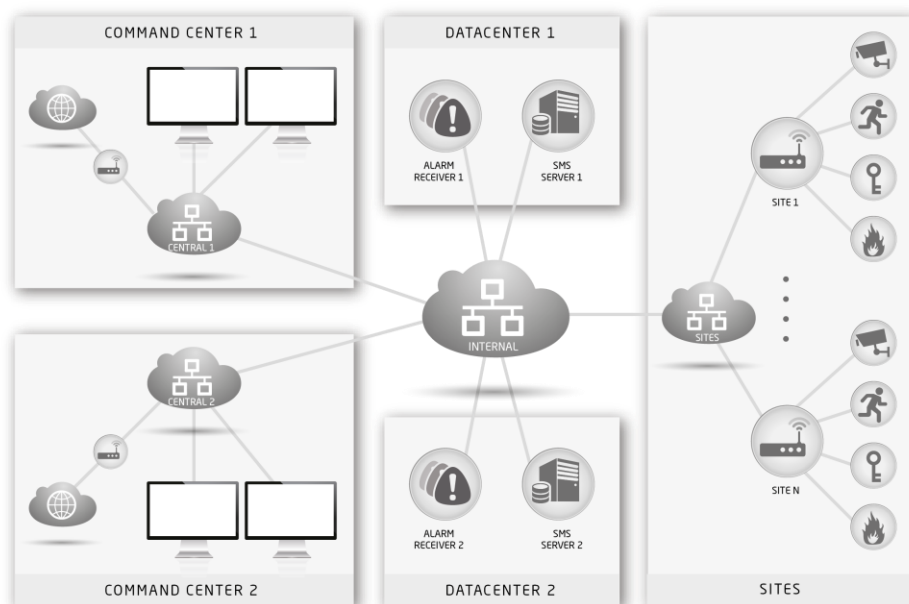 COMMAND CENTER 1
CENTRAL 1
DATACENTER 1
ALARM
RECEIVER 1
SMS
SERVER 1
INTERNAL
SITE 1
SITES
SITE N
CENTRAL 2
COMMAND CENTER 2
ALARM
RECEIVER 2
SMS
SERVER 2
DATACENTER 2
SITES